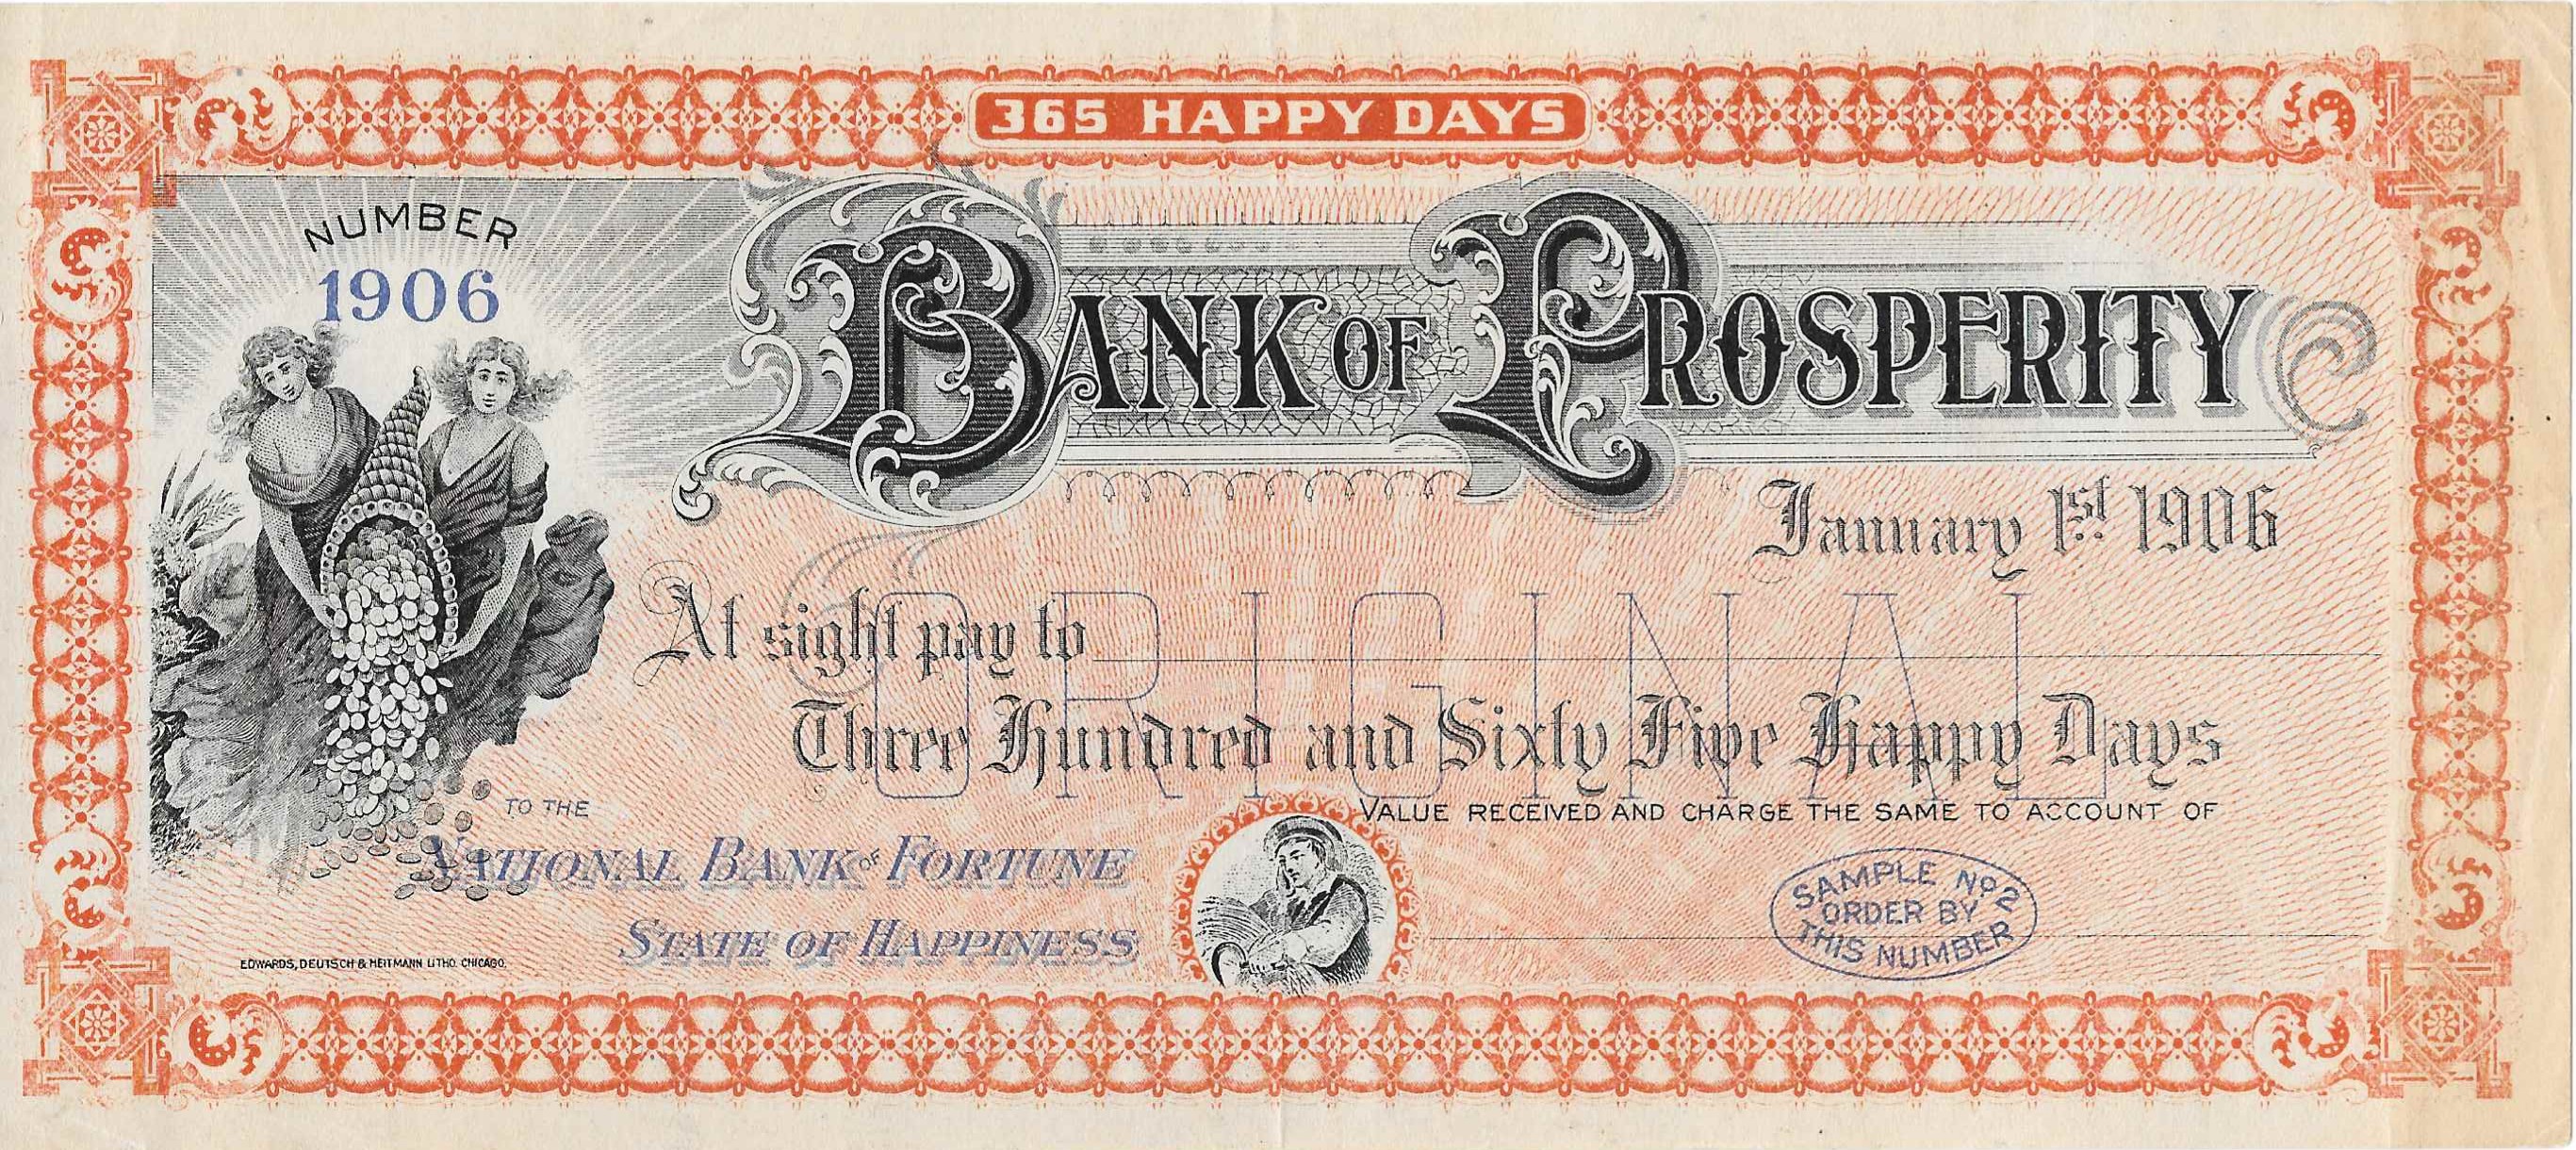 365 HAPPY DAYS
NUMBER
1906
BANK OF PROSPERITY
January 1st 1906
At sight pay to
ORIGINAL
Three Hundred and Sixty Five Happy Days
TO THE
VALUE RECEIVED AND CHARGE THE SAME TO ACCOUNT OF
NATIONAL BANK OF FORTUNE
STATE OF HAPPINESS
SAMPLE No 2
ORDER BY
THIS NUMBER
EDWARDS, DEUTSCH & HEITMANN LITHO. CHICAGO.